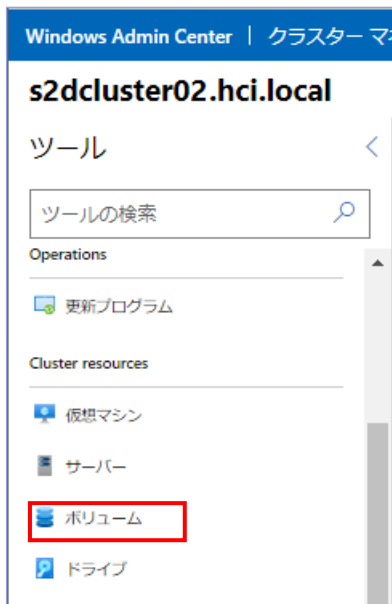 Windows Admin Center | クラスター マ
s2dcluster02.hci.local
ツール
ツールの検索
Operations
更新プログラム
Cluster resources
仮想マシン
サーバー
ボリューム
ドライブ